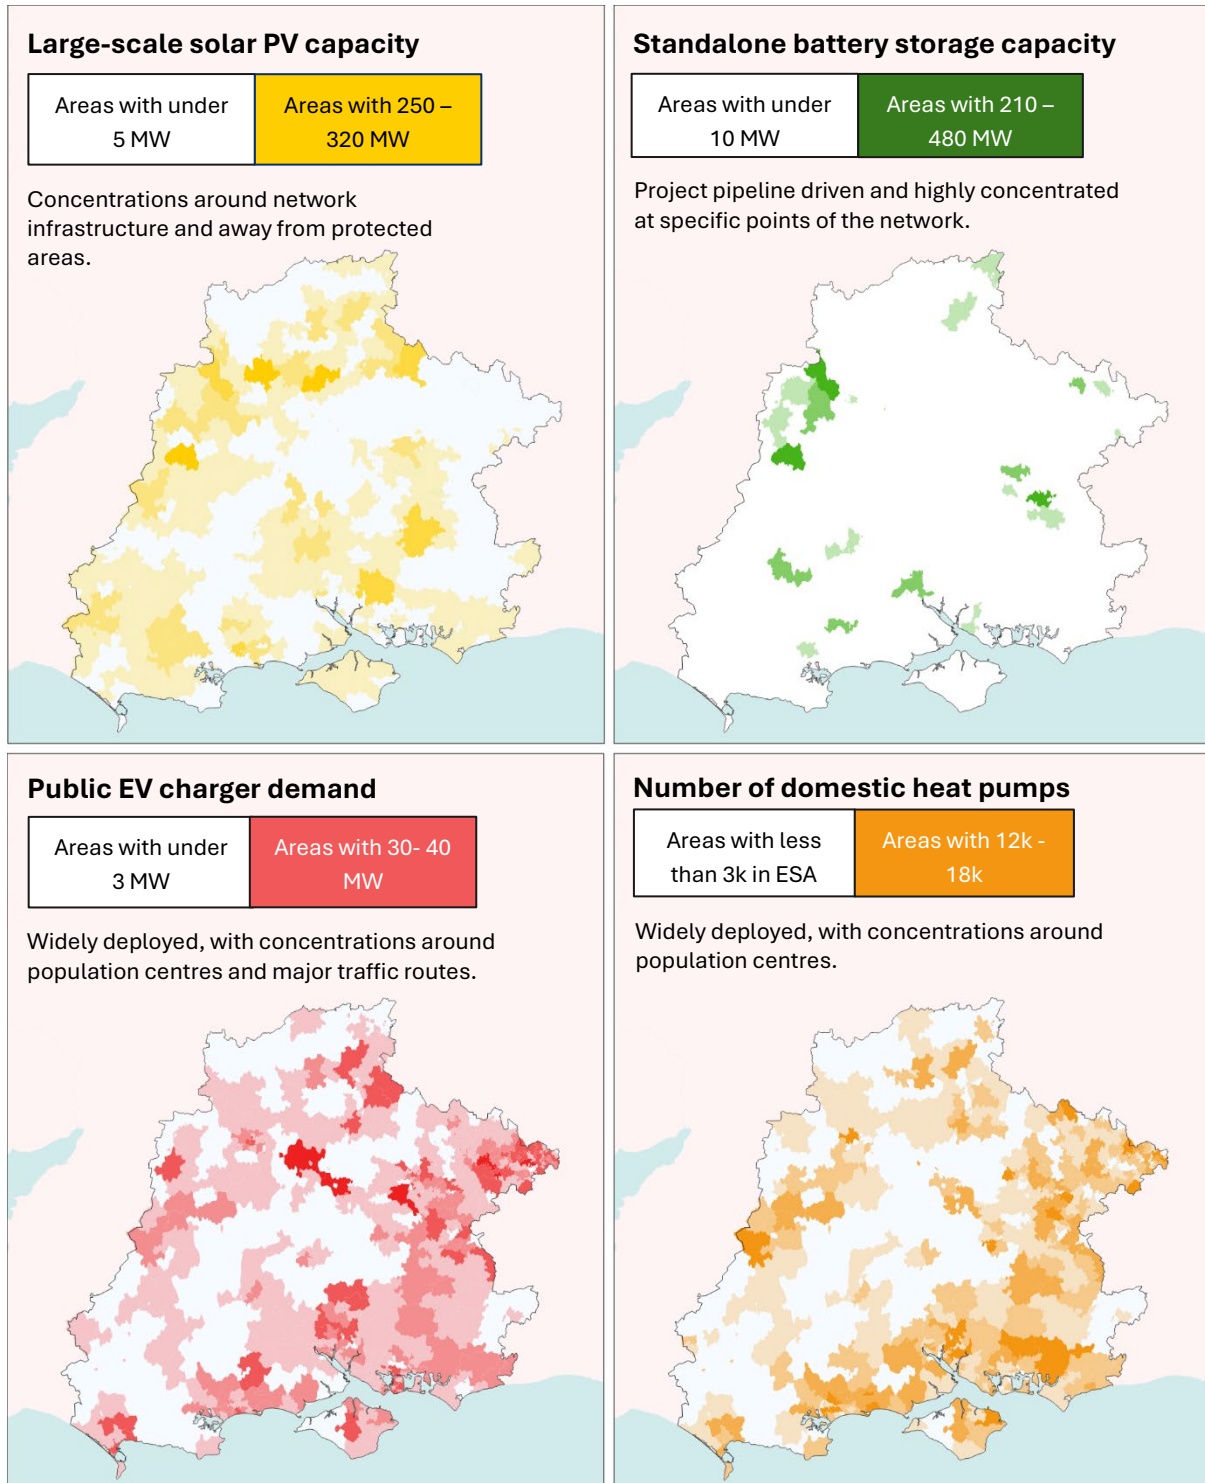 Large-scale solar PV capacity
Areas with under
5 MW
Areas with 250 –
320 MW
Concentrations around network
infrastructure and away from protected
areas.
Standalone battery storage capacity
Areas with under
10 MW
Areas with 210 –
480 MW
Project pipeline driven and highly concentrated
at specific points of the network.
Public EV charger demand
Areas with under
3 MW
Areas with 30- 40
MW
Widely deployed, with concentrations around
population centres and major traffic routes.
Number of domestic heat pumps
Areas with less
than 3k in ESA
Areas with 12k -
18k
Widely deployed, with concentrations around
population centres.